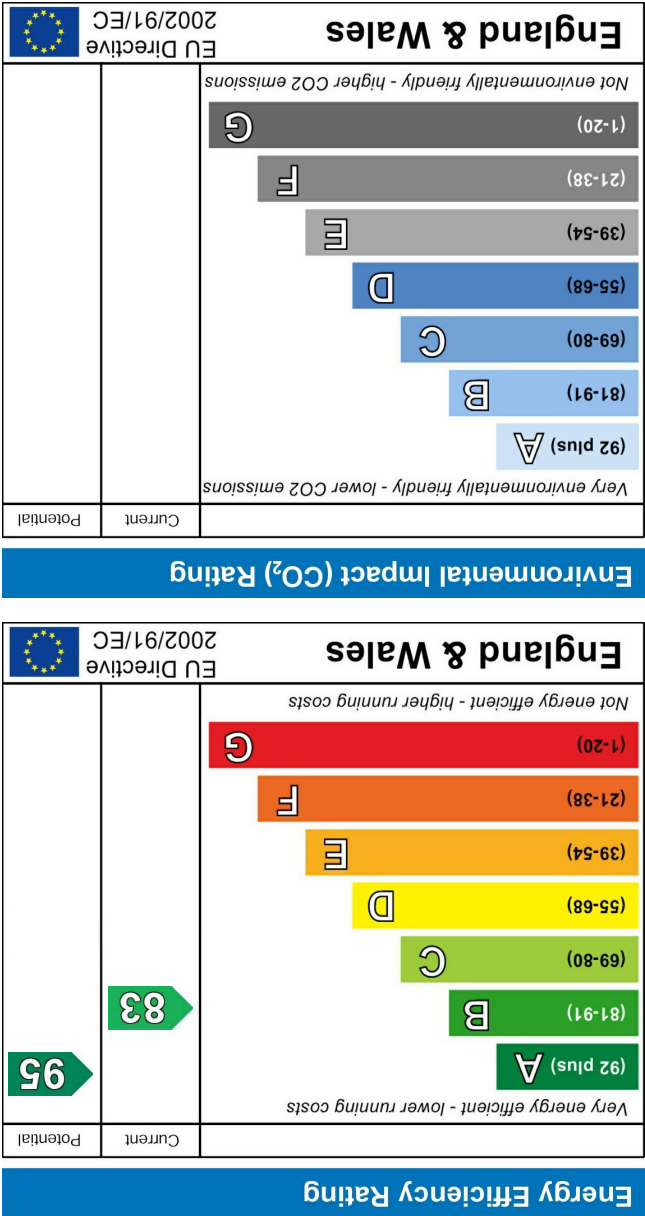 Energy Efficiency Rating
Current Potential
Very energy efficient - lower running costs
(92 plus) A
(81-91) B
(69-80) C
(55-68) D
(39-54) E
(21-38) F
(1-20) G
83
95
Not energy efficient - higher running costs
England & Wales
EU Directive
2002/91/EC
Environmental Impact (CO₂) Rating
Current Potential
Very environmentally friendly - lower CO2 emissions
(92 plus) A
(81-91) B
(69-80) C
(55-68) D
(39-54) E
(21-38) F
(1-20) G
Not environmentally friendly - higher CO2 emissions
England & Wales
EU Directive
2002/91/EC